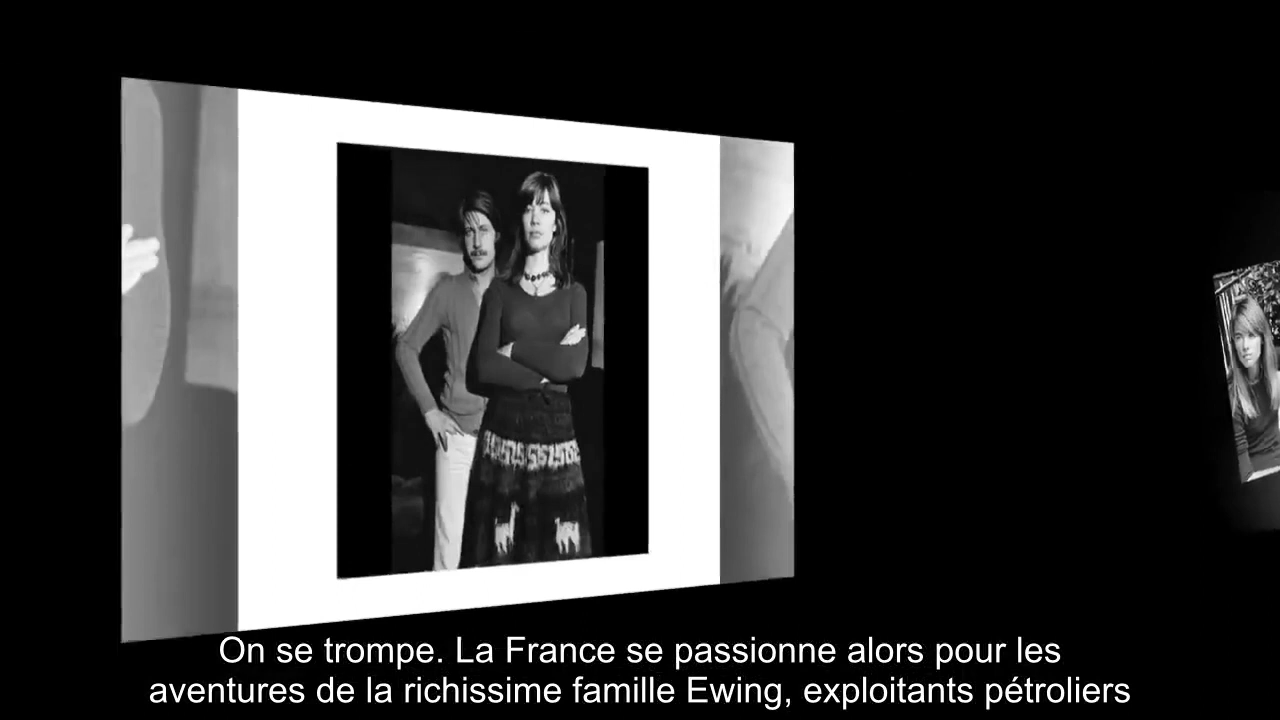 On se trompe. La France se passionne alors pour les
aventures de la richissime famille Ewing, exploitants pétroliers